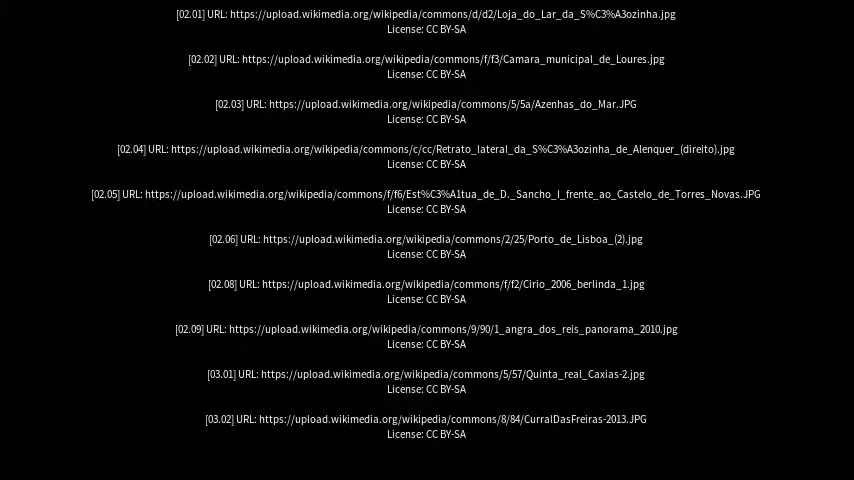 [02.01] URL: https://upload.wikimedia.org/wikipedia/commons/d/d2/Loja_do_Lar_da_S%C3%A3ozinha.jpg
License: CC BY-SA
[02.02] URL: https://upload.wikimedia.org/wikipedia/commons/f/f3/Camara_municipal_de_Loures.jpg
License: CC BY-SA
[02.03] URL: https://upload.wikimedia.org/wikipedia/commons/5/5a/Azenhas_do_Mar.JPG
License: CC BY-SA
[02.04] URL: https://upload.wikimedia.org/wikipedia/commons/c/cc/Retrato_lateral_da_S%C3%A3ozinha_de_Alenquer_(direito).jpg
License: CC BY-SA
[02.05] URL: https://upload.wikimedia.org/wikipedia/commons/f/f6/Est%C3%A1tua_de_D._Sancho_I_frente_ao_Castelo_de_Torres_Novas.JPG
License: CC BY-SA
[02.06] URL: https://upload.wikimedia.org/wikipedia/commons/2/25/Porto_de_Lisboa_(2).jpg
License: CC BY-SA
[02.08] URL: https://upload.wikimedia.org/wikipedia/commons/f/f2/Cirio_2006_berlinda_1.jpg
License: CC BY-SA
[02.09] URL: https://upload.wikimedia.org/wikipedia/commons/9/90/1_angra_dos_reis_panorama_2010.jpg
License: CC BY-SA
[03.01] URL: https://upload.wikimedia.org/wikipedia/commons/5/57/Quinta_real_Caxias-2.jpg
License: CC BY-SA
[03.02] URL: https://upload.wikimedia.org/wikipedia/commons/8/84/CurralDasFreiras-2013.JPG
License: CC BY-SA